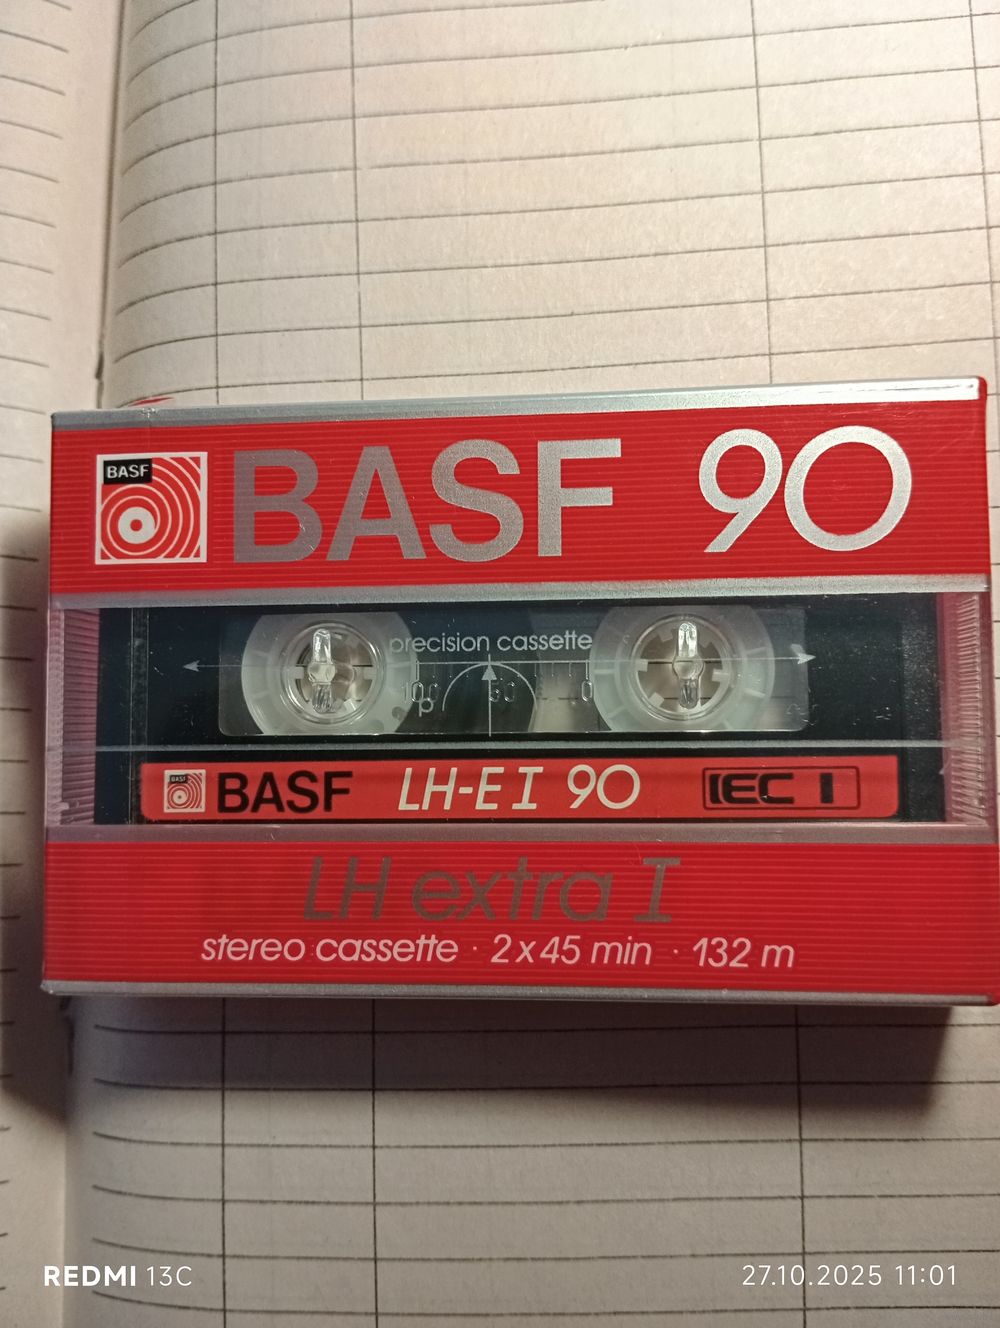 BASF
BASF 90
precision cassette
100 50 0
BASF
BASF LH-E I 90 IEC I
LH extra I
stereo cassette · 2 x 45 min · 132 m
REDMI 13C
27.10.2025 11:01